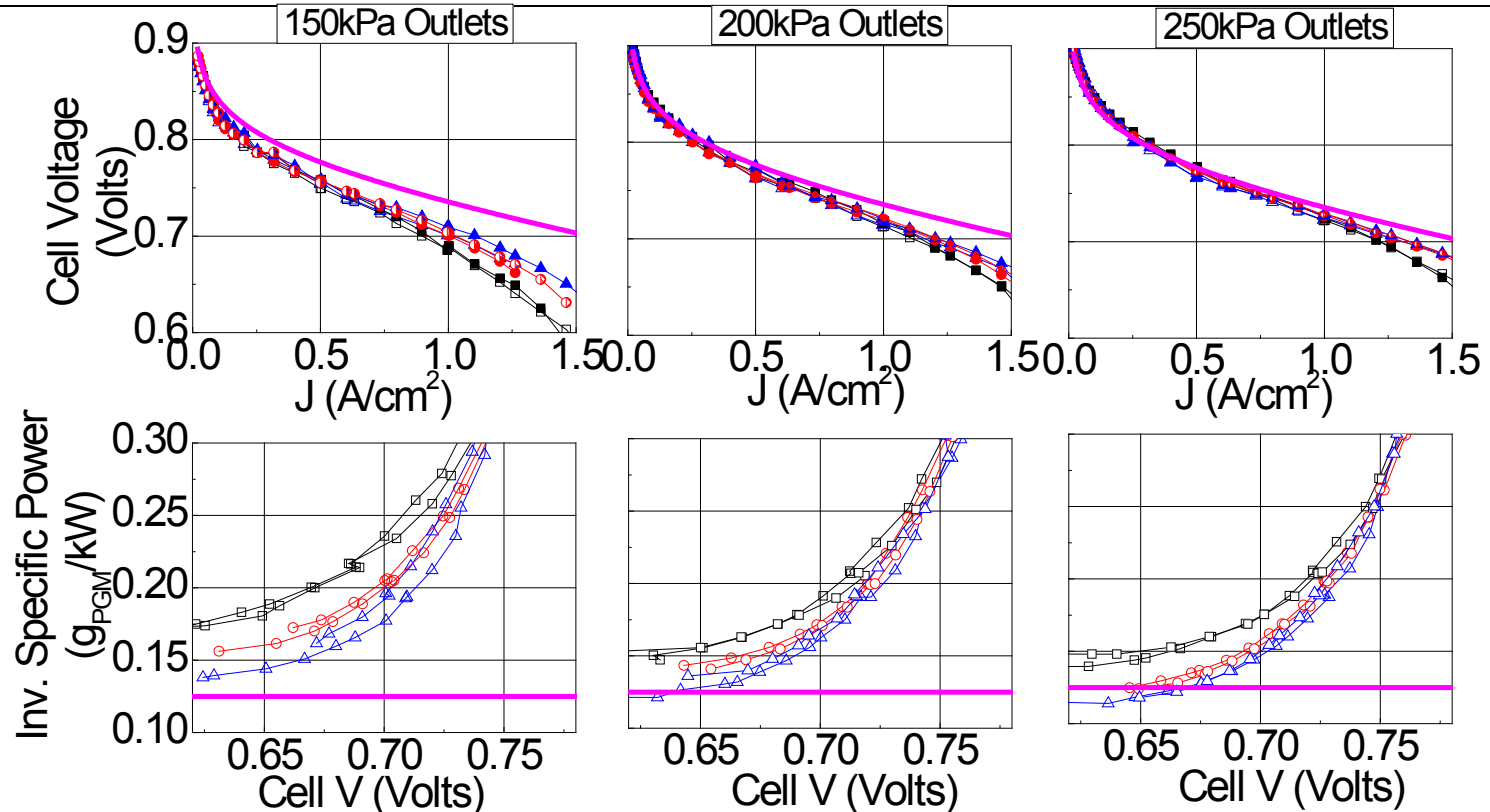 150kPa Outlets
200kPa Outlets
250kPa Outlets
Cell Voltage
(Volts)
0.9
0.8
0.7
0.6
0.0 0.5 1.0 1.5
0.0 0.5 1.0 1.5
0.0 0.5 1.0 1.5
J (A/cm²)
J (A/cm²)
J (A/cm²)
Inv. Specific Power
(g_PGM/kW)
0.30
0.25
0.20
0.15
0.10
0.65 0.70 0.75
0.65 0.70 0.75
0.65 0.70 0.75
Cell V (Volts)
Cell V (Volts)
Cell V (Volts)